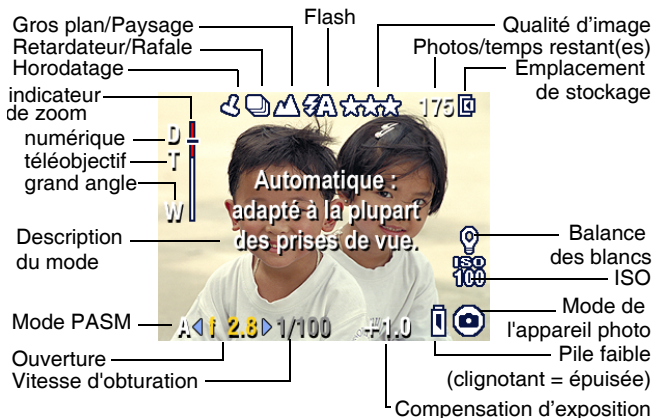 Gros plan/Paysage
Flash
Qualité d'image
Retardateur/Rafale
Photos/temps restant(es)
Horodatage
Emplacement
de stockage
indicateur
de zoom
A
175
numérique
D
téléobjectif
T
grand angle
W
Automatique :
adapté à la plupart
des prises de vue.
Description
du mode
Balance
des blancs
ISO
100
ISO
Mode PASM
A f 2.8 1/100 +1.0
Mode de
l'appareil photo
Ouverture
Pile faible
(clignotant = épuisée)
Vitesse d'obturation
Compensation d'exposition